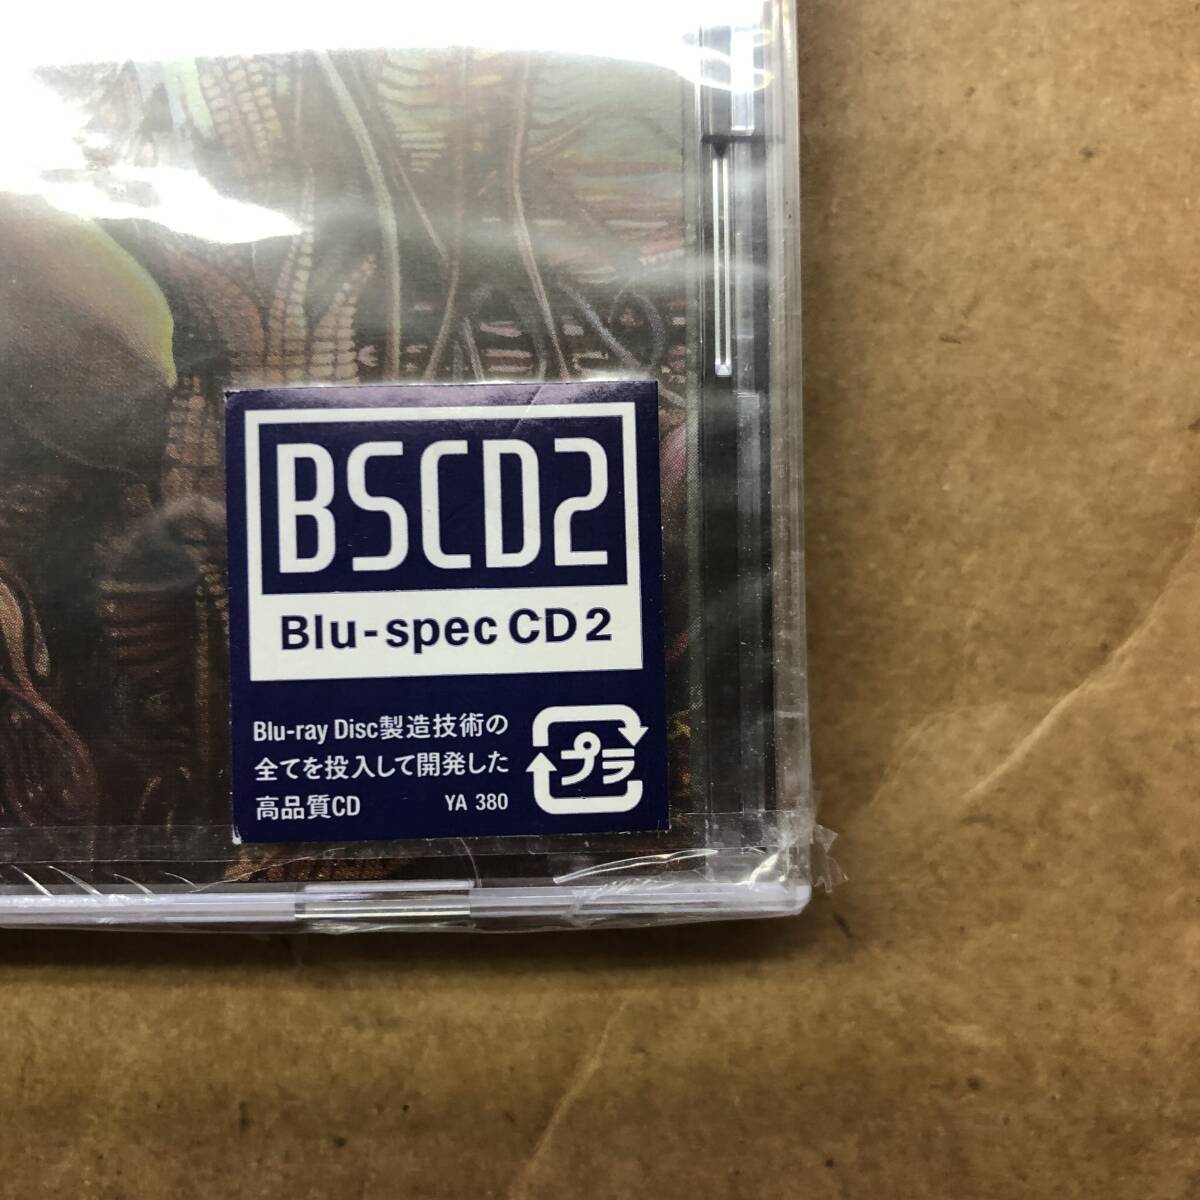 BSCD2
Blu-spec CD2
Blu-ray Disc製造技術の
全てを投入して開発した
高品質CD YA 380
プラ